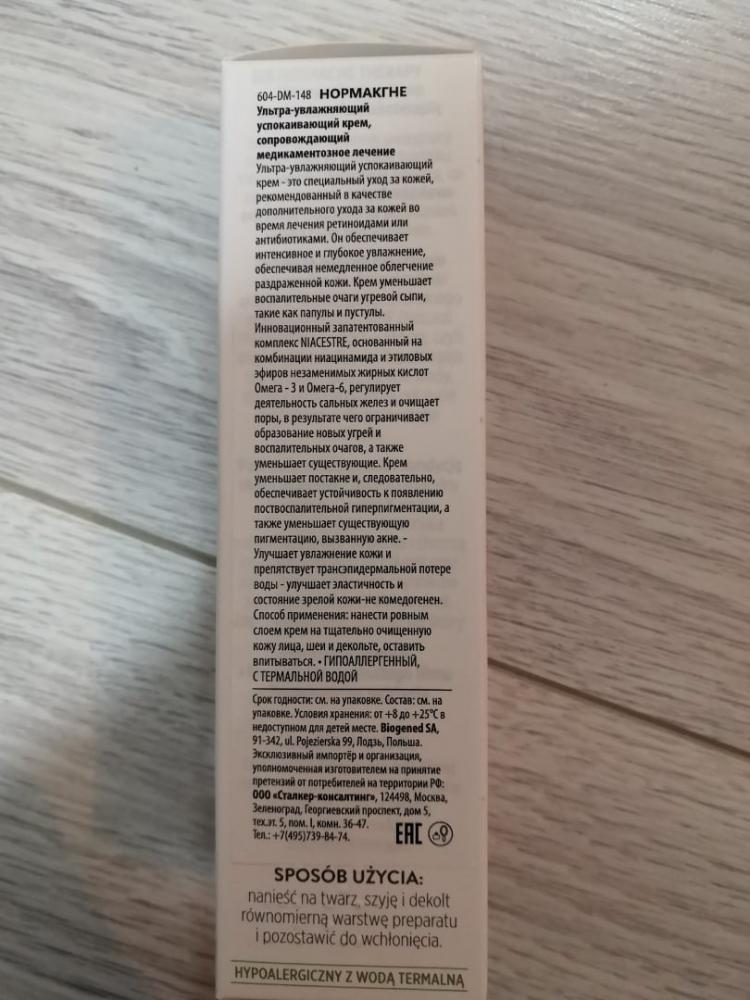 604-DM-148 НОРМАКГНЕ
Ультра-увлажняющий
успокаивающий крем,
сопровождающий
медикаментозное лечение
Ультра-увлажняющий успокаивающий
крем - это специальный уход за кожей,
рекомендованный в качестве
дополнительного ухода за кожей во
время лечения ретиноидами или
антибиотиками. Он обеспечивает
интенсивное и глубокое увлажнение,
обеспечивая немедленное облегчение
раздраженной кожи. Крем уменьшает
воспалительные очаги угревой сыпи,
такие как папулы и пустулы.
Инновационный запатентованный
комплекс NIACESTRE, основанный на
комбинации ниацинамида и этиловых
эфиров незаменимых жирных кислот
Омега - 3 и Омега-6, регулирует
деятельность сальных желез и очищает
поры, в результате чего ограничивает
образование новых угрей и
воспалительных очагов, а также
уменьшает существующие. Крем
уменьшает постакне и, следовательно,
обеспечивает устойчивость к появлению
поствоспалительной гиперпигментации, а
также уменьшает существующую
пигментацию, вызванную акне. -
Улучшает увлажнение кожи и
препятствует трансэпидермальной потере
воды - улучшает эластичность и
состояние зрелой кожи-не комедогенен.
Способ применения: нанести ровным
слоем крем на тщательно очищенную
кожу лица, шеи и декольте, оставить
впитываться. • ГИПОАЛЛЕРГЕННЫЙ,
С ТЕРМАЛЬНОЙ ВОДОЙ
Срок годности: см. на упаковке. Состав: см. на
упаковке. Условия хранения: от +8 до +25°C в
недоступном для детей месте. Biogened SA,
91-342, ul. Pojezierska 99, Лодзь, Польша.
Эксклюзивный импортёр и организация,
уполномоченная изготовителем на принятие
претензий от потребителей на территории РФ:
ООО «Сталкер-консалтинг», 124498, Москва,
Зеленоград, Георгиевский проспект, дом 5,
тех.эт. 5, пом. I, комн. 36-47.
Тел.: +7(495)739-84-74.
EAC
SPOSÓB UŻYCIA:
nanieść na twarz, szyję i dekolt
równomierną warstwę preparatu
i pozostawić do wchłonięcia.
HYPOALERGICZNY Z WODĄ TERMALNĄ